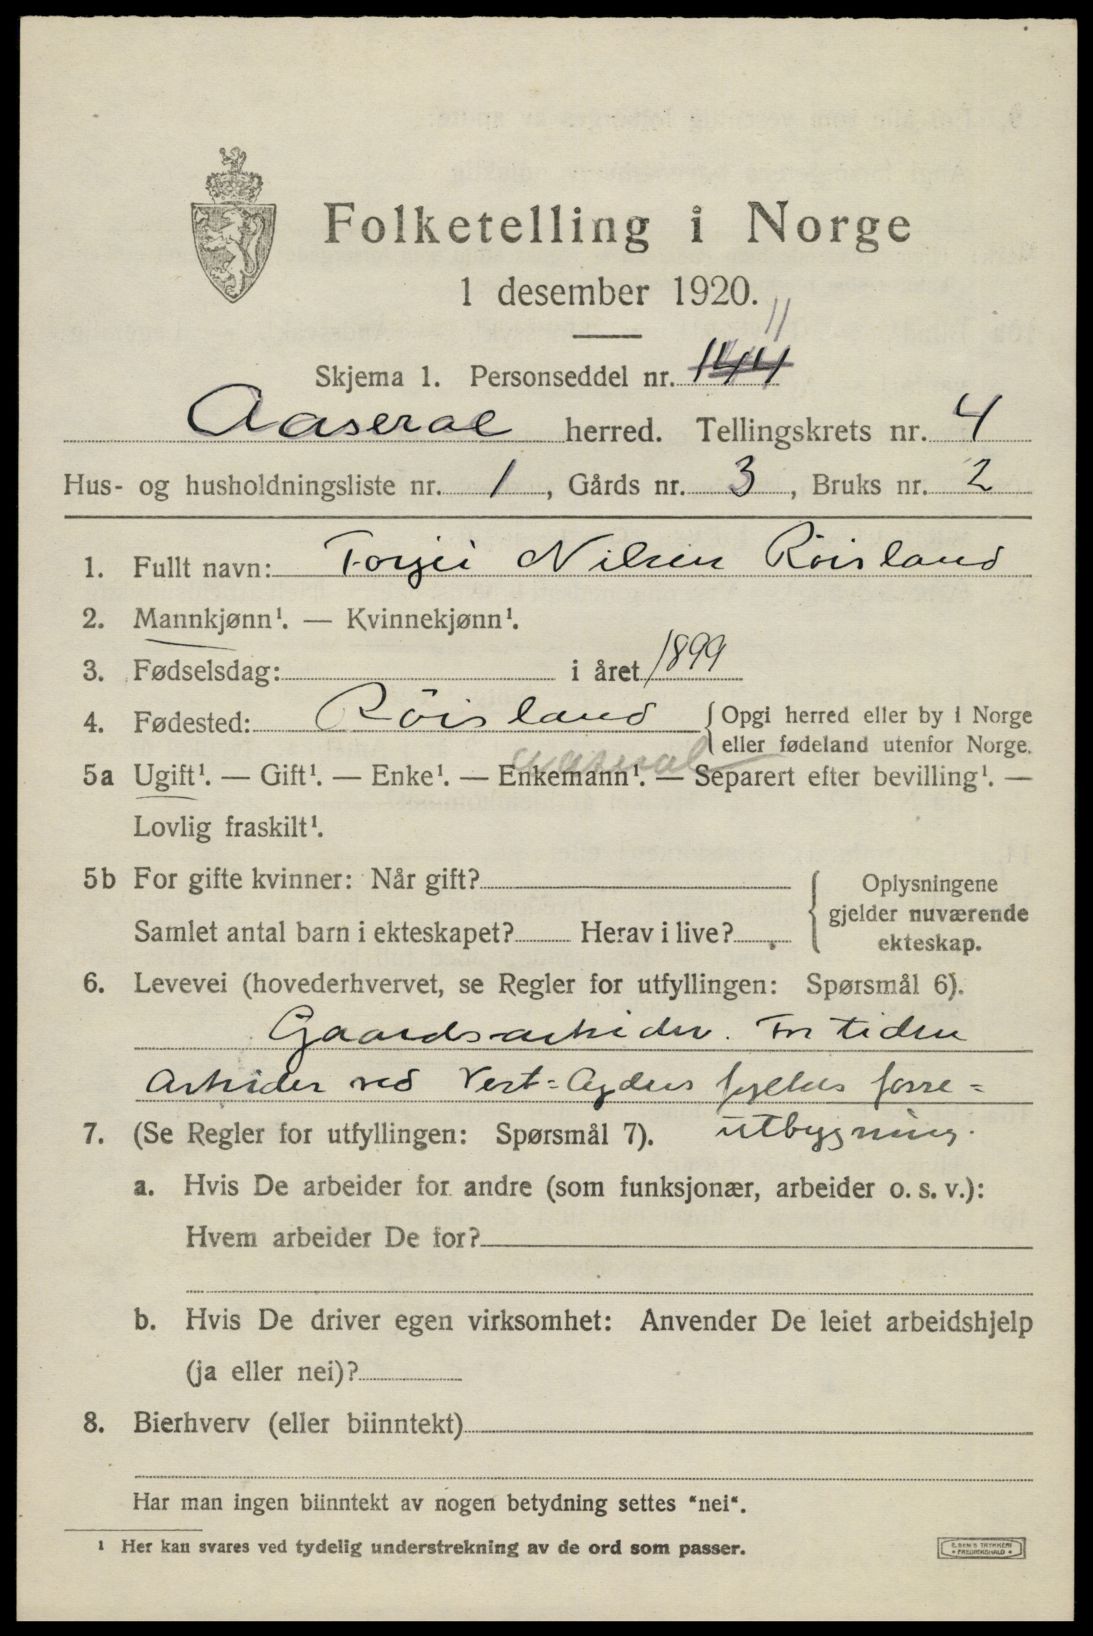 Folketelling i Norge
1 desember 1920.
11
Skjema 1. Personseddel nr. 144
Aaseral herred. Tellingskrets nr. 4
Hus- og husholdningsliste nr. 1, Gårds nr. 3, Bruks nr. 2
1. Fullt navn: Torjei Nilsen Röisland
2. Mannkjønn¹. — Kvinnekjønn¹.
3. Fødselsdag: i året 1899
4. Fødested: Röisland {Opgi herred eller by i Norge
eller fødeland utenfor Norge.
Aaseral
5a Ugift¹. — Gift¹. — Enke¹. — Enkemann¹. — Separert efter bevilling¹. —
Lovlig fraskilt¹.
5b For gifte kvinner: Når gift? {Oplysningene
gjelder nuværende
ekteskap.
Samlet antal barn i ekteskapet? Herav i live?
6. Levevei (hovederhvervet, se Regler for utfyllingen: Spørsmål 6).
Gaardsarbeider. For tiden
Arbeider ved Vest=Agders fylkes fosse=
utbygning.
7. (Se Regler for utfyllingen: Spørsmål 7).
a. Hvis De arbeider for andre (som funksjonær, arbeider o. s. v.):
Hvem arbeider De for?
b. Hvis De driver egen virksomhet: Anvender De leiet arbeidshjelp
(ja eller nei)?
8. Bierhverv (eller biinntekt)
Har man ingen biinntekt av nogen betydning settes "nei".
¹ Her kan svares ved tydelig understrekning av de ord som passer.